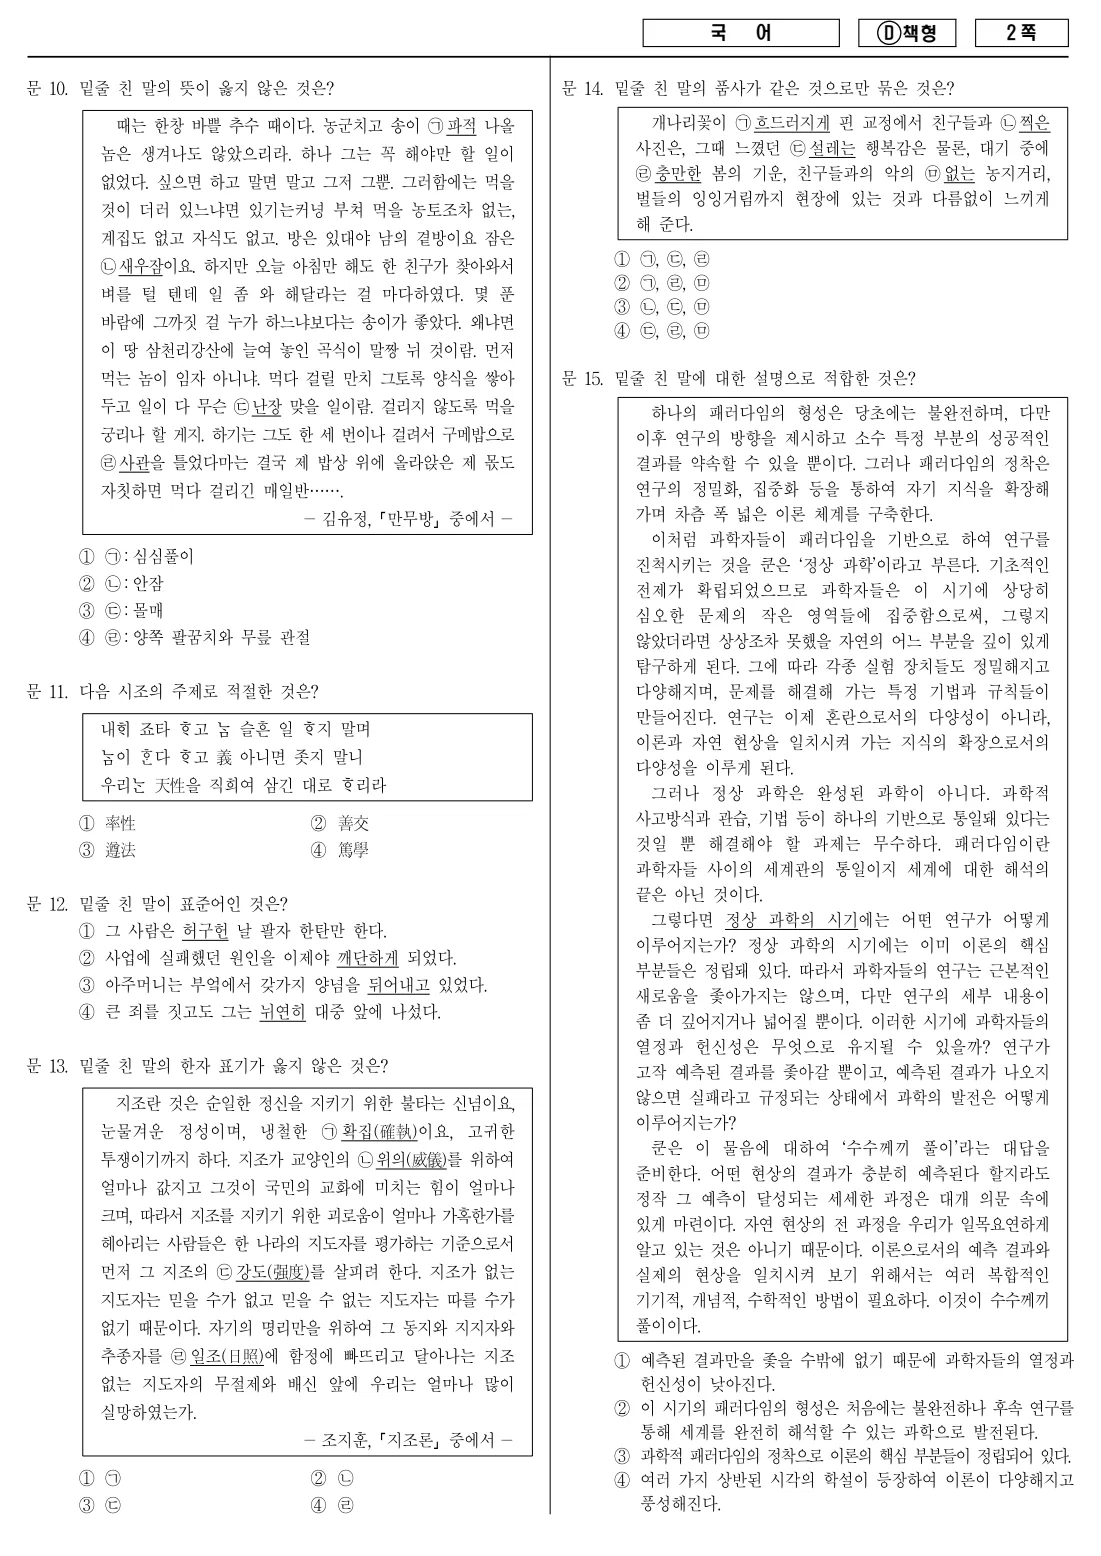 국 어
Ⓓ책형
2쪽
문 10. 밑줄 친 말의 뜻이 옳지 않은 것은?
때는 한창 바쁠 추수 때이다. 농군치고 송이 ㉠파적 나올
놈은 생겨나도 않았으리라. 하나 그는 꼭 해야만 할 일이
없었다. 싶으면 하고 말면 말고 그저 그뿐. 그러함에는 먹을
것이 더러 있느냐면 있기는커녕 부쳐 먹을 농토조차 없는,
계집도 없고 자식도 없고. 방은 있대야 남의 곁방이요 잠은
㉡새우잠이요. 하지만 오늘 아침만 해도 한 친구가 찾아와서
벼를 털 텐데 일 좀 와 해달라는 걸 마다하였다. 몇 푼
바람에 그까짓 걸 누가 하느냐보다는 송이가 좋았다. 왜냐면
이 땅 삼천리강산에 늘여 놓인 곡식이 말짱 뉘 것이람. 먼저
먹는 놈이 임자 아니냐. 먹다 걸릴 만치 그토록 양식을 쌓아
두고 일이 다 무슨 ㉢난장 맞을 일이람. 걸리지 않도록 먹을
궁리나 할 게지. 하기는 그도 한 세 번이나 걸려서 구메밥으로
㉣사관을 틀었다마는 결국 제 밥상 위에 올라앉은 제 몫도
자칫하면 먹다 걸리긴 매일반…….
－ 김유정, ｢만무방｣ 중에서 －
① ㉠: 심심풀이
② ㉡: 안잠
③ ㉢: 몰매
④ ㉣: 양쪽 팔꿈치와 무릎 관절
문 11. 다음 시조의 주제로 적절한 것은?
내ᄒᆡ 죠타 ᄒᆞ고 ᄂᆞᆷ 슬흔 일 ᄒᆞ지 말며
ᄂᆞᆷ이 ᄒᆞᆫ다 ᄒᆞ고 義 아니면 좃지 말니
우리ᄂᆞᆫ 天性을 직희여 삼긴 대로 ᄒᆞ리라
① 率性
② 善交
③ 遵法
④ 篤學
문 12. 밑줄 친 말이 표준어인 것은?
① 그 사람은 허구헌 날 팔자 한탄만 한다.
② 사업에 실패했던 원인을 이제야 깨단하게 되었다.
③ 아주머니는 부엌에서 갖가지 양념을 뒤어내고 있었다.
④ 큰 죄를 짓고도 그는 뉘연히 대중 앞에 나섰다.
문 13. 밑줄 친 말의 한자 표기가 옳지 않은 것은?
지조란 것은 순일한 정신을 지키기 위한 불타는 신념이요,
눈물겨운 정성이며, 냉철한 ㉠확집(確執)이요, 고귀한
투쟁이기까지 하다. 지조가 교양인의 ㉡위의(威儀)를 위하여
얼마나 값지고 그것이 국민의 교화에 미치는 힘이 얼마나
크며, 따라서 지조를 지키기 위한 괴로움이 얼마나 가혹한가를
헤아리는 사람들은 한 나라의 지도자를 평가하는 기준으로서
먼저 그 지조의 ㉢강도(强度)를 살피려 한다. 지조가 없는
지도자는 믿을 수가 없고 믿을 수 없는 지도자는 따를 수가
없기 때문이다. 자기의 명리만을 위하여 그 동지와 지지자와
추종자를 ㉣일조(日照)에 함정에 빠뜨리고 달아나는 지조
없는 지도자의 무절제와 배신 앞에 우리는 얼마나 많이
실망하였는가.
－ 조지훈, ｢지조론｣ 중에서 －
① ㉠
② ㉡
③ ㉢
④ ㉣
문 14. 밑줄 친 말의 품사가 같은 것으로만 묶은 것은?
개나리꽃이 ㉠흐드러지게 핀 교정에서 친구들과 ㉡찍은
사진은, 그때 느꼈던 ㉢설레는 행복감은 물론, 대기 중에
㉣충만한 봄의 기운, 친구들과의 악의 ㉤없는 농지거리,
벌들의 잉잉거림까지 현장에 있는 것과 다름없이 느끼게
해 준다.
① ㉠, ㉢, ㉣
② ㉠, ㉣, ㉤
③ ㉡, ㉢, ㉤
④ ㉢, ㉣, ㉤
문 15. 밑줄 친 말에 대한 설명으로 적합한 것은?
하나의 패러다임의 형성은 당초에는 불완전하며, 다만
이후 연구의 방향을 제시하고 소수 특정 부분의 성공적인
결과를 약속할 수 있을 뿐이다. 그러나 패러다임의 정착은
연구의 정밀화, 집중화 등을 통하여 자기 지식을 확장해
가며 차츰 폭 넓은 이론 체계를 구축한다.
이처럼 과학자들이 패러다임을 기반으로 하여 연구를
진척시키는 것을 쿤은 ‘정상 과학’이라고 부른다. 기초적인
전제가 확립되었으므로 과학자들은 이 시기에 상당히
심오한 문제의 작은 영역들에 집중함으로써, 그렇지
않았더라면 상상조차 못했을 자연의 어느 부분을 깊이 있게
탐구하게 된다. 그에 따라 각종 실험 장치들도 정밀해지고
다양해지며, 문제를 해결해 가는 특정 기법과 규칙들이
만들어진다. 연구는 이제 혼란으로서의 다양성이 아니라,
이론과 자연 현상을 일치시켜 가는 지식의 확장으로서의
다양성을 이루게 된다.
그러나 정상 과학은 완성된 과학이 아니다. 과학적
사고방식과 관습, 기법 등이 하나의 기반으로 통일돼 있다는
것일 뿐 해결해야 할 과제는 무수하다. 패러다임이란
과학자들 사이의 세계관의 통일이지 세계에 대한 해석의
끝은 아닌 것이다.
그렇다면 정상 과학의 시기에는 어떤 연구가 어떻게
이루어지는가? 정상 과학의 시기에는 이미 이론의 핵심
부분들은 정립돼 있다. 따라서 과학자들의 연구는 근본적인
새로움을 좇아가지는 않으며, 다만 연구의 세부 내용이
좀 더 깊어지거나 넓어질 뿐이다. 이러한 시기에 과학자들의
열정과 헌신성은 무엇으로 유지될 수 있을까? 연구가
고작 예측된 결과를 좇아갈 뿐이고, 예측된 결과가 나오지
않으면 실패라고 규정되는 상태에서 과학의 발전은 어떻게
이루어지는가?
쿤은 이 물음에 대하여 ‘수수께끼 풀이’라는 대답을
준비한다. 어떤 현상의 결과가 충분히 예측된다 할지라도
정작 그 예측이 달성되는 세세한 과정은 대개 의문 속에
있게 마련이다. 자연 현상의 전 과정을 우리가 일목요연하게
알고 있는 것은 아니기 때문이다. 이론으로서의 예측 결과와
실제의 현상을 일치시켜 보기 위해서는 여러 복합적인
기기적, 개념적, 수학적인 방법이 필요하다. 이것이 수수께끼
풀이이다.
① 예측된 결과만을 좇을 수밖에 없기 때문에 과학자들의 열정과
헌신성이 낮아진다.
② 이 시기의 패러다임의 형성은 처음에는 불완전하나 후속 연구를
통해 세계를 완전히 해석할 수 있는 과학으로 발전된다.
③ 과학적 패러다임의 정착으로 이론의 핵심 부분들이 정립되어 있다.
④ 여러 가지 상반된 시각의 학설이 등장하여 이론이 다양해지고
풍성해진다.